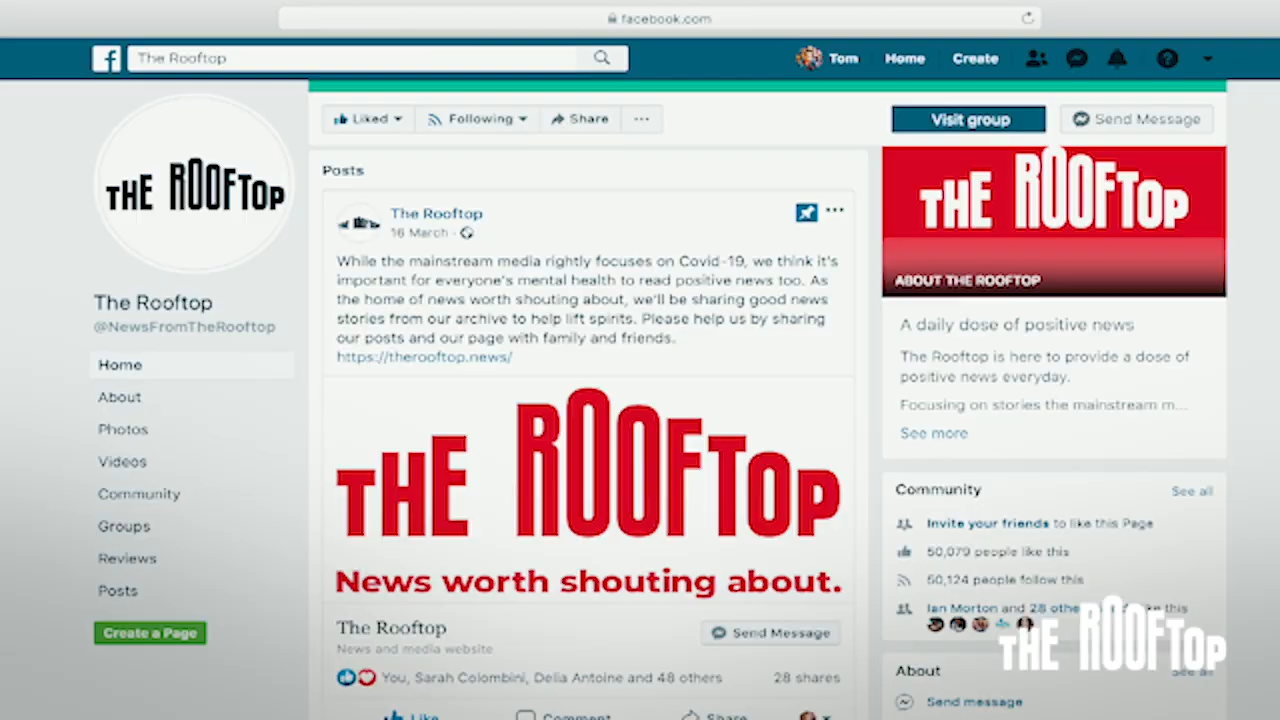 facebook.com
The Rooftop
Tom
Home
Create
THE ROOFTOP
The Rooftop
@NewsFromTheRooftop
Home
About
Photos
Videos
Community
Groups
Reviews
Posts
Create a Page
Liked
Following
Share
Visit group
Send Message
Posts
The Rooftop
16 March
While the mainstream media rightly focuses on Covid-19, we think it's
important for everyone's mental health to read positive news too. As
the home of news worth shouting about, we'll be sharing good news
stories from our archive to help lift spirits. Please help us by sharing
our posts and our page with family and friends.
https://therooftop.news/
THE ROOFTOP
News worth shouting about.
The Rooftop
News and media website
Send Message
You, Sarah Colombini, Delia Antoine and 48 others
28 shares
Like
Comment
Share
THE ROOFTOP
ABOUT THE ROOFTOP
A daily dose of positive news
The Rooftop is here to provide a dose of
positive news everyday.
Focusing on stories the mainstream m...
See more
Community
See all
Invite your friends to like this Page
50,079 people like this
50,124 people follow this
Ian Morton and 28 this
THE ROOFTOP
About
See all
Send message